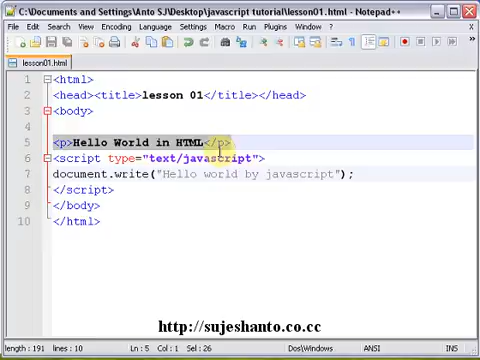 C:\Documents and Settings\Anto SJ\Desktop\javascript tutorial\lesson01.html - Notepad++
File Edit Search View Encoding Language Settings Macro Run Plugins Window ?
lesson01.html
1 <html>
2 <head><title>lesson 01</title></head>
3 <body>
4
5 <p>Hello World in HTML</p>
6 <script type="text/javascript">
7 document.write("Hello world by javascript");
8 </script>
9 </body>
10 </html>
length : 191 lines : 10 Ln : 5 Col : 1 Sel : 26 Dos\Windows ANSI INS
http://sujeshanto.co.cc